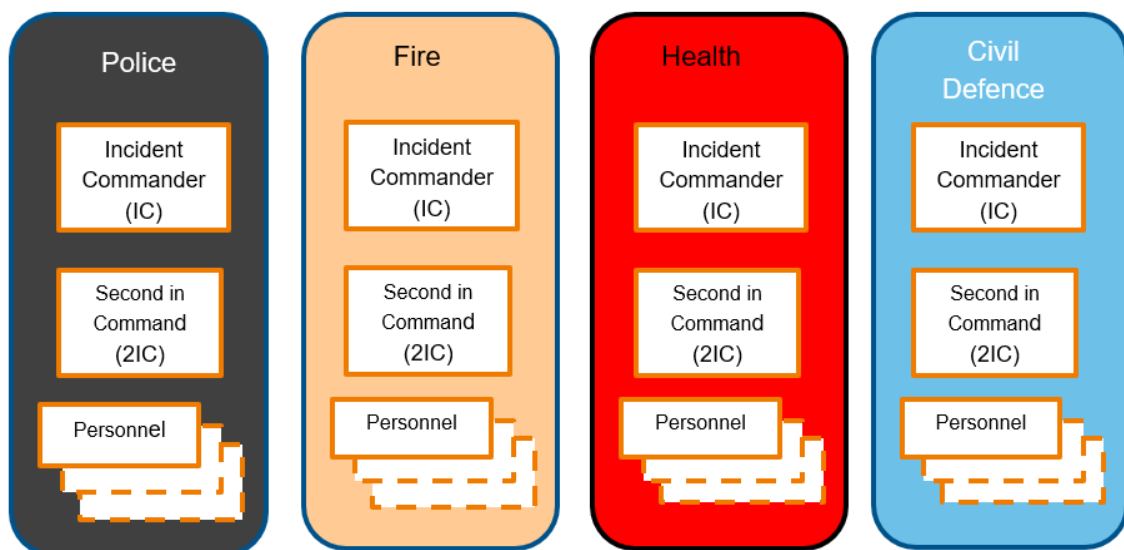 Police
Incident
Commander
(IC)
Second in
Command
(2IC)
Personnel
Fire
Incident
Commander
(IC)
Second in
Command
(2IC)
Personnel
Health
Incident
Commander
(IC)
Second in
Command
(2IC)
Personnel
Civil
Defence
Incident
Commander
(IC)
Second in
Command
(2IC)
Personnel